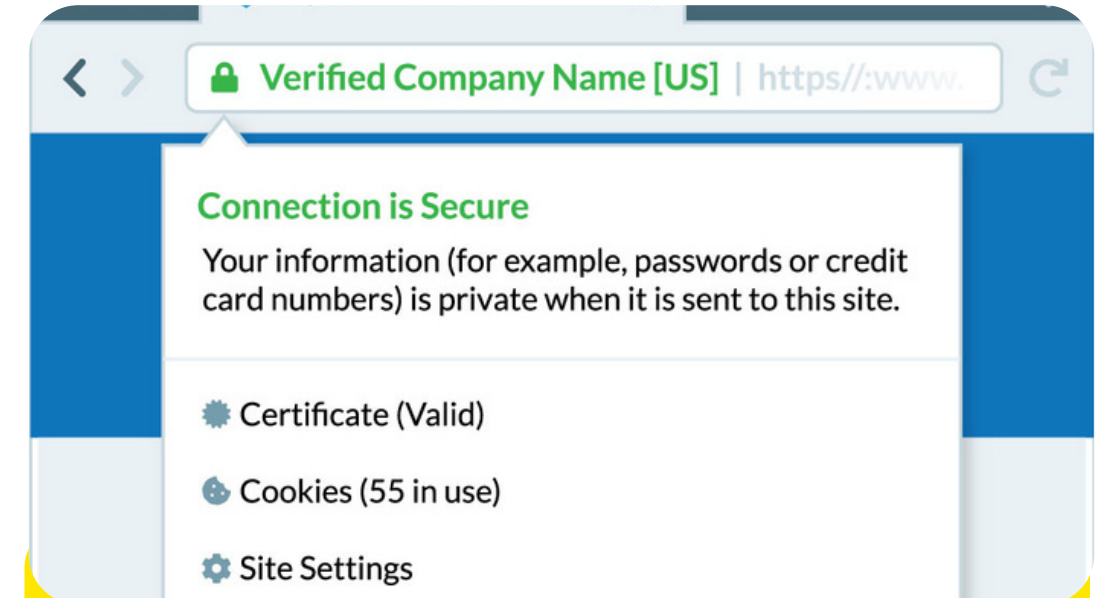 Verified Company Name [US] | https//:www.
Connection is Secure
Your information (for example, passwords or credit
card numbers) is private when it is sent to this site.
Certificate (Valid)
Cookies (55 in use)
Site Settings